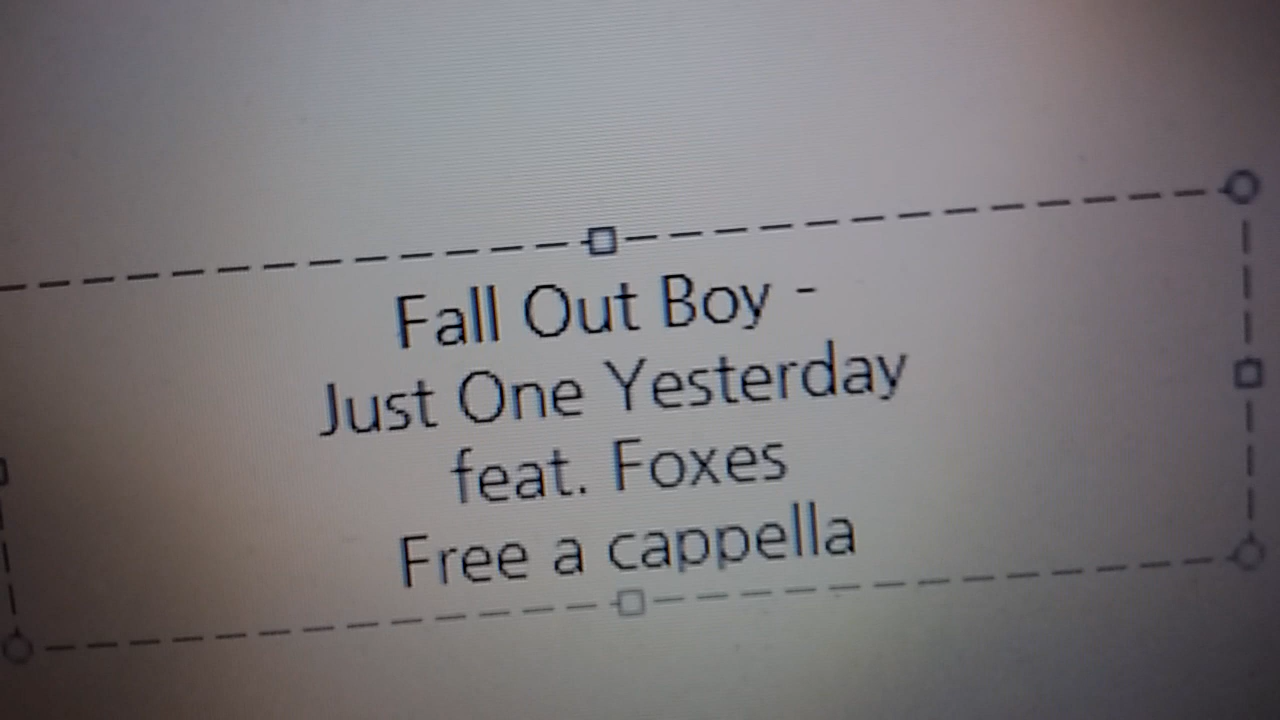 Fall Out Boy -
Just One Yesterday
feat. Foxes
Free a cappella